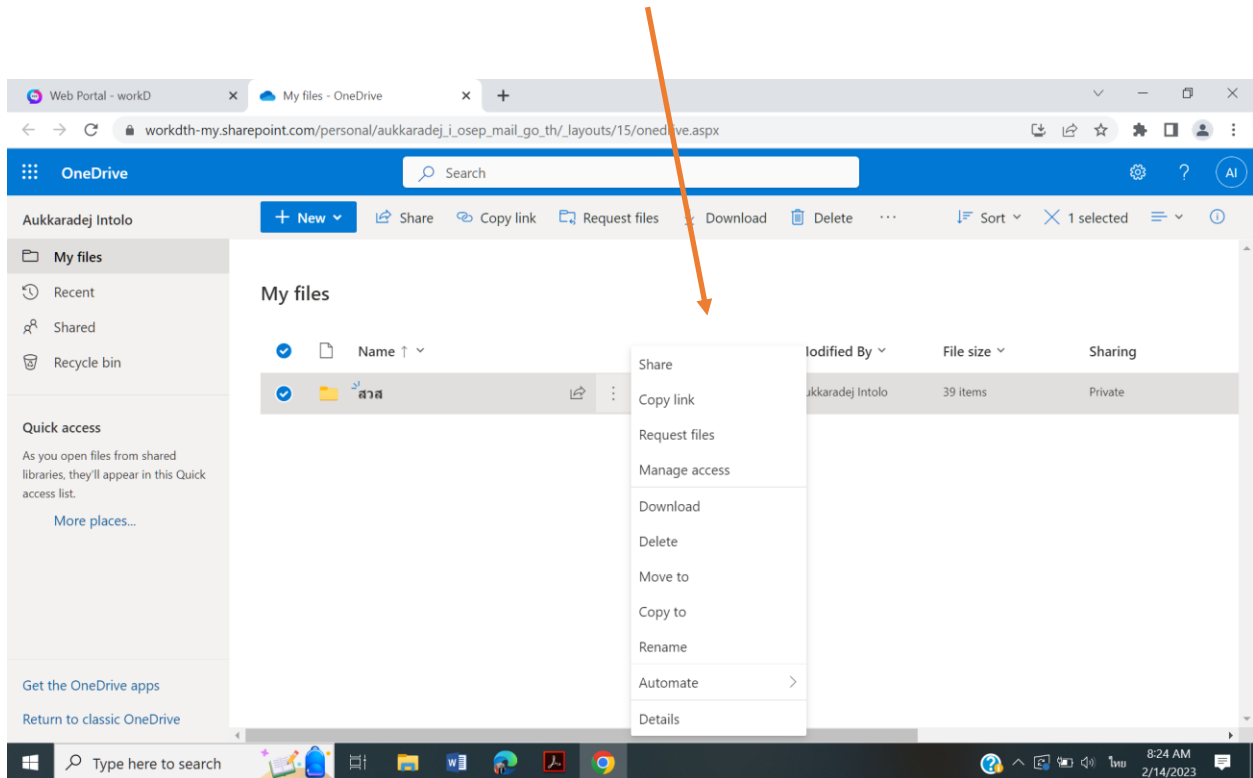 Web Portal - workD
My files - OneDrive
workdth-my.sharepoint.com/personal/aukkaradej_i_osep_mail_go_th/_layouts/15/onedrive.aspx
OneDrive
Search
AI
Aukkaradej Intolo
New
Share
Copy link
Request files
Download
Delete
Sort
1 selected
My files
Recent
Shared
Recycle bin
Quick access
As you open files from shared
libraries, they'll appear in this Quick
access list.
More places...
Get the OneDrive apps
Return to classic OneDrive
My files
Name
Modified By
File size
Sharing
สวส
Aukkaradej Intolo
39 items
Private
Share
Copy link
Request files
Manage access
Download
Delete
Move to
Copy to
Rename
Automate
Details
Type here to search
ไทย
8:24 AM
2/14/2023